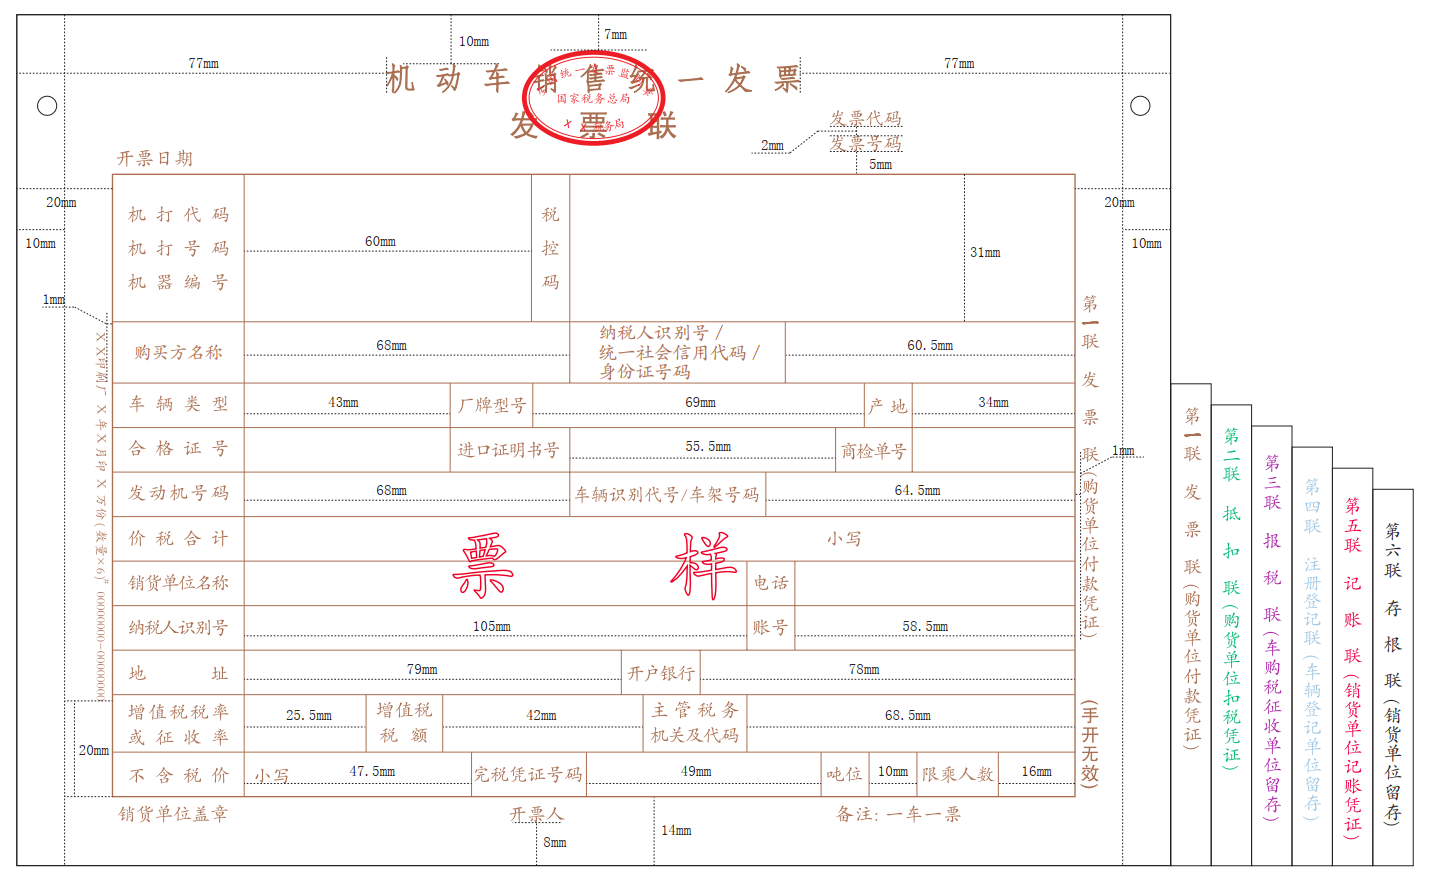 10mm
7mm
77mm
77mm
机动车销售统一发票
统一发票监
国家税务总局
发票联
发票代码
发票号码
2mm
5mm
开票日期
20mm
20mm
10mm
10mm
机打代码
机打号码
机器编号
60mm
税控码
31mm
1mm
购买方名称
68mm
纳税人识别号/
统一社会信用代码/
身份证号码
60.5mm
车辆类型
43mm
厂牌型号
69mm
产地
34mm
合格证号
进口证明书号
55.5mm
商检单号
发动机号码
68mm
车辆识别代号/车架号码
64.5mm
价税合计
小写
票样
销货单位名称
电话
纳税人识别号
105mm
账号
58.5mm
地址
79mm
开户银行
78mm
增值税税率
或征收率
25.5mm
增值税
税额
42mm
主管税务
机关及代码
68.5mm
20mm
不含税价
小写
47.5mm
完税凭证号码
49mm
吨位
10mm
限乘人数
16mm
销货单位盖章
开票人
备注:一车一票
8mm
14mm
XX印刷厂 X年X月印 X万份(数量×6)# 00000000-00000000
第一联 发票联(购货单位付款凭证)
(手开无效)
1mm
第一联 发票联(购货单位付款凭证)
第二联 抵扣联(购货单位扣税凭证)
第三联 报税联(车购税征收单位留存)
第四联 注册登记联(车辆登记单位留存)
第五联 记账联(销货单位记账凭证)
第六联 存根联(销货单位留存)